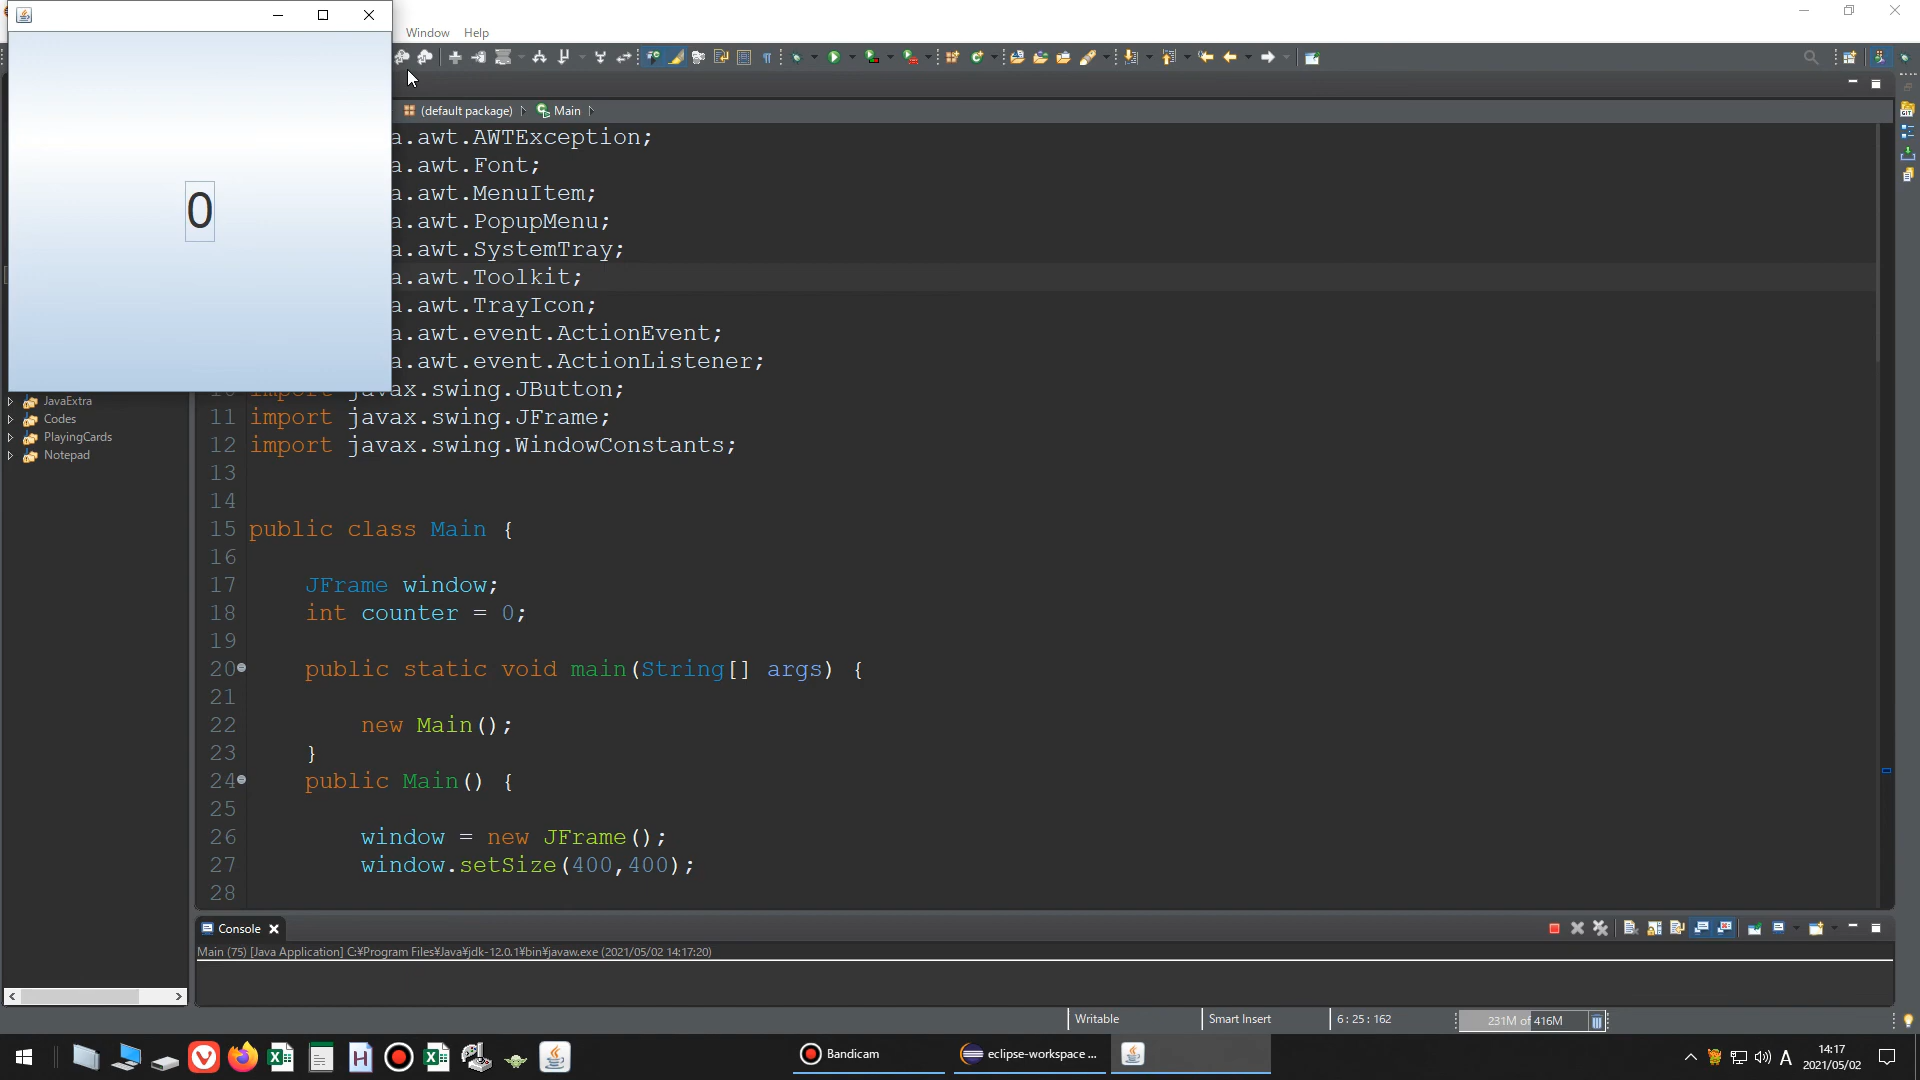 Window Help
(default package) Main
0
a.awt.AWTException;
a.awt.Font;
a.awt.MenuItem;
a.awt.PopupMenu;
a.awt.SystemTray;
a.awt.Toolkit;
a.awt.TrayIcon;
a.awt.event.ActionEvent;
a.awt.event.ActionListener;
10 import javax.swing.JButton;
11 import javax.swing.JFrame;
12 import javax.swing.WindowConstants;
13
14
15 public class Main {
16
17 JFrame window;
18 int counter = 0;
19
20 public static void main(String[] args) {
21
22 new Main();
23 }
24 public Main() {
25
26 window = new JFrame();
27 window.setSize(400,400);
28
JavaExtra
Codes
PlayingCards
Notepad
Console
Main (75) [Java Application] C:¥Program Files¥Java¥jdk-12.0.1¥bin¥javaw.exe (2021/05/02 14:17:20)
Writable Smart Insert 6 : 25 : 162 231M of 416M
Bandicam eclipse-workspace ... A 14:17
2021/05/02